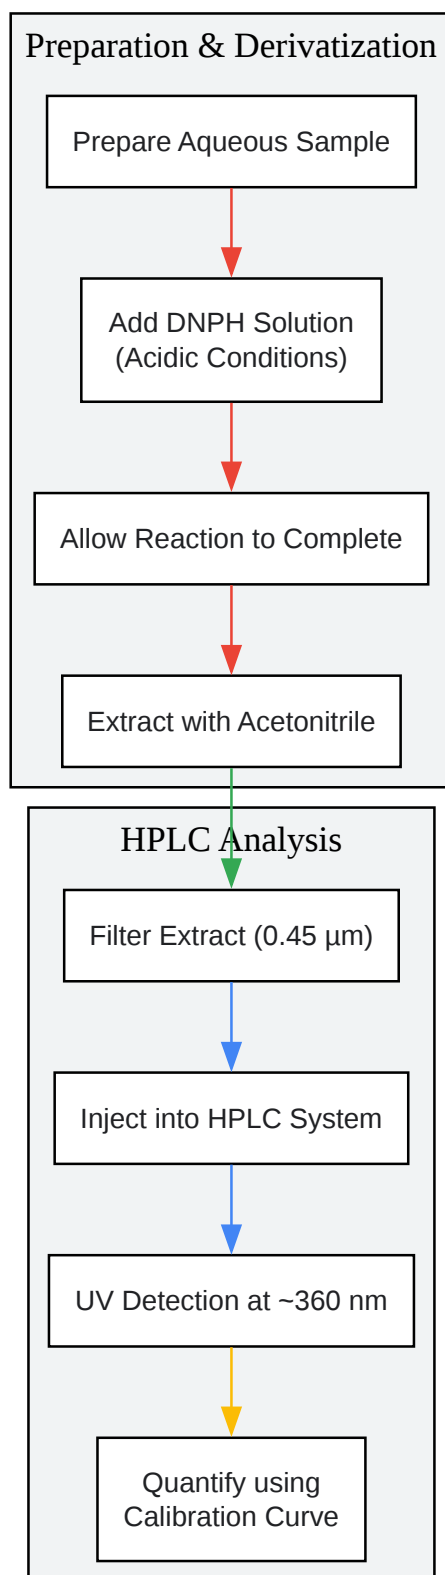 Preparation & Derivatization
Prepare Aqueous Sample
Add DNPH Solution
(Acidic Conditions)
Allow Reaction to Complete
Extract with Acetonitrile
HPLC Analysis
Filter Extract (0.45 µm)
Inject into HPLC System
UV Detection at ~360 nm
Quantify using
Calibration Curve